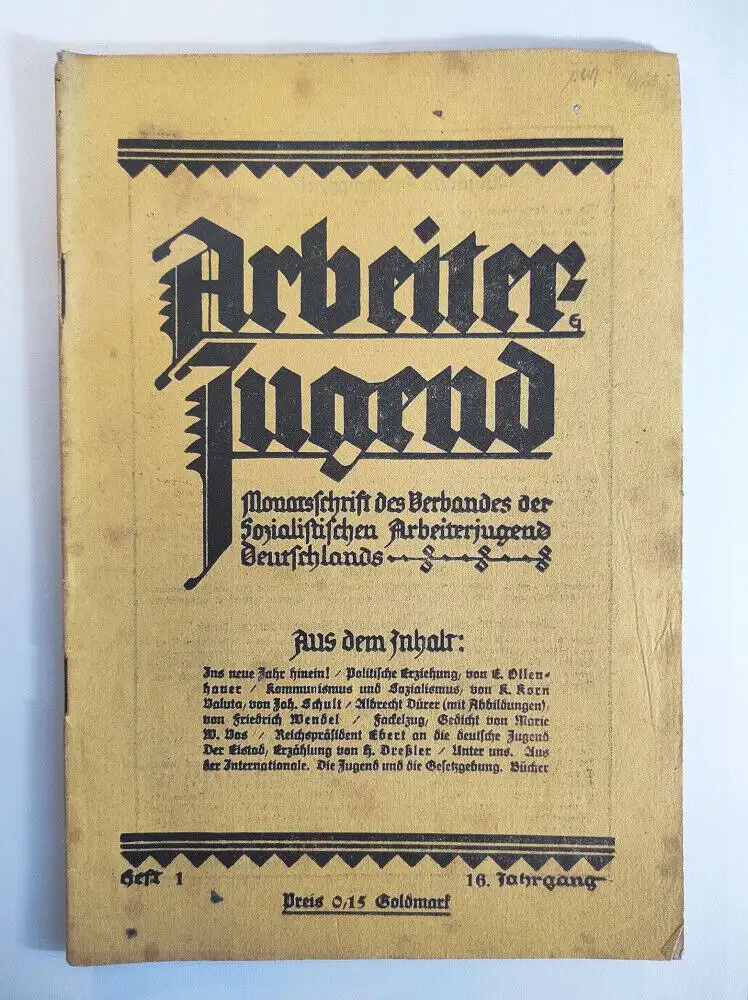 Arbeiter-
Jugend
Monatsschrift des Verbandes der
Sozialistischen Arbeiterjugend
Deutschlands
Aus dem Inhalt:
Ins neue Jahr hinein! / Politische Erziehung, von E. Ollen-
hauer / Kommunismus und Sozialismus, von K. Korn
Valuta, von Joh. Schult / Albrecht Dürer (mit Abbildungen),
von Friedrich Wendel / Fackelzug, Gedicht von Marie
W. Vos / Reichspräsident Ebert an die deutsche Jugend
Der Eistod, Erzählung von H. Dreßler / Unter uns. Aus
der Internationale. Die Jugend und die Gesetzgebung. Bücher
Heft 1
16. Jahrgang
Preis 0,15 Goldmark